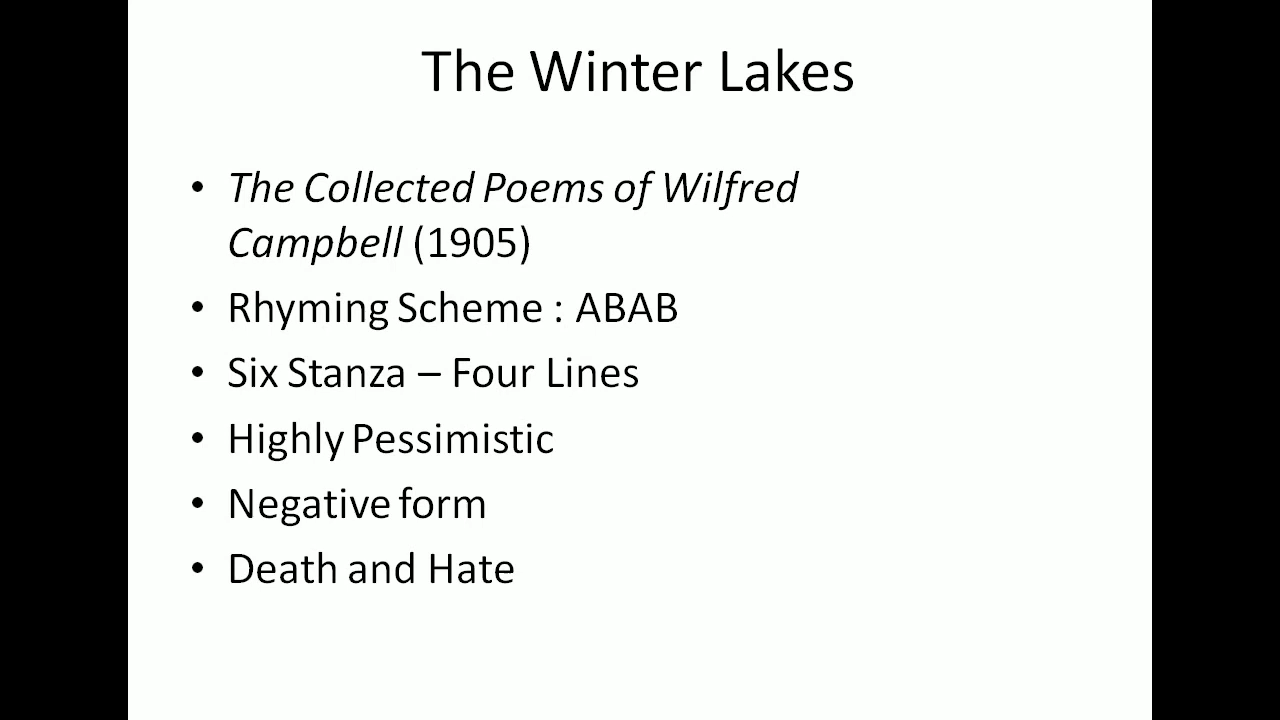 The Winter Lakes
• The Collected Poems of Wilfred
Campbell (1905)
• Rhyming Scheme : ABAB
• Six Stanza – Four Lines
• Highly Pessimistic
• Negative form
• Death and Hate